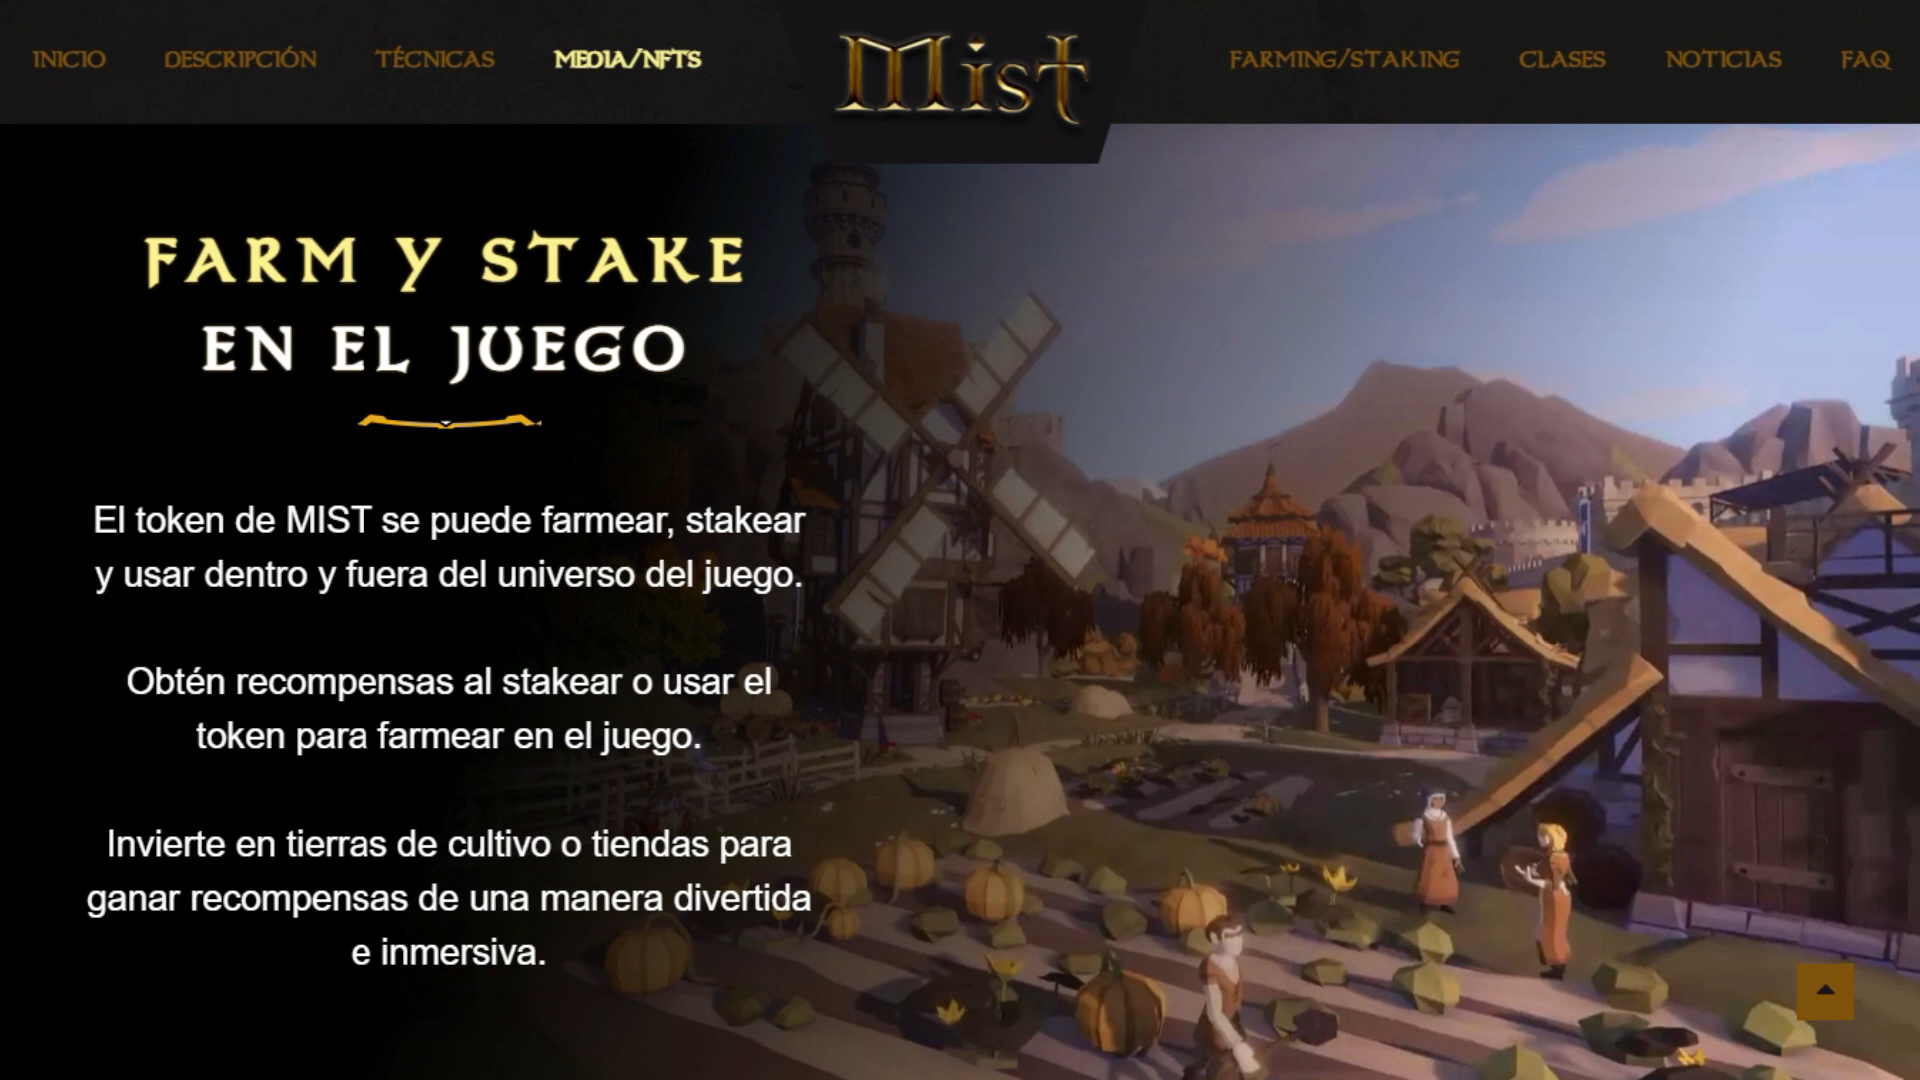 INICIO
DESCRIPCIÓN
TÉCNICAS
MEDIA/NFTS
Mist
FARMING/STAKING
CLASES
NOTICIAS
FAQ
FARM Y STAKE
EN EL JUEGO
El token de MIST se puede farmear, stakear
y usar dentro y fuera del universo del juego.
Obtén recompensas al stakear o usar el
token para farmear en el juego.
Invierte en tierras de cultivo o tiendas para
ganar recompensas de una manera divertida
e inmersiva.